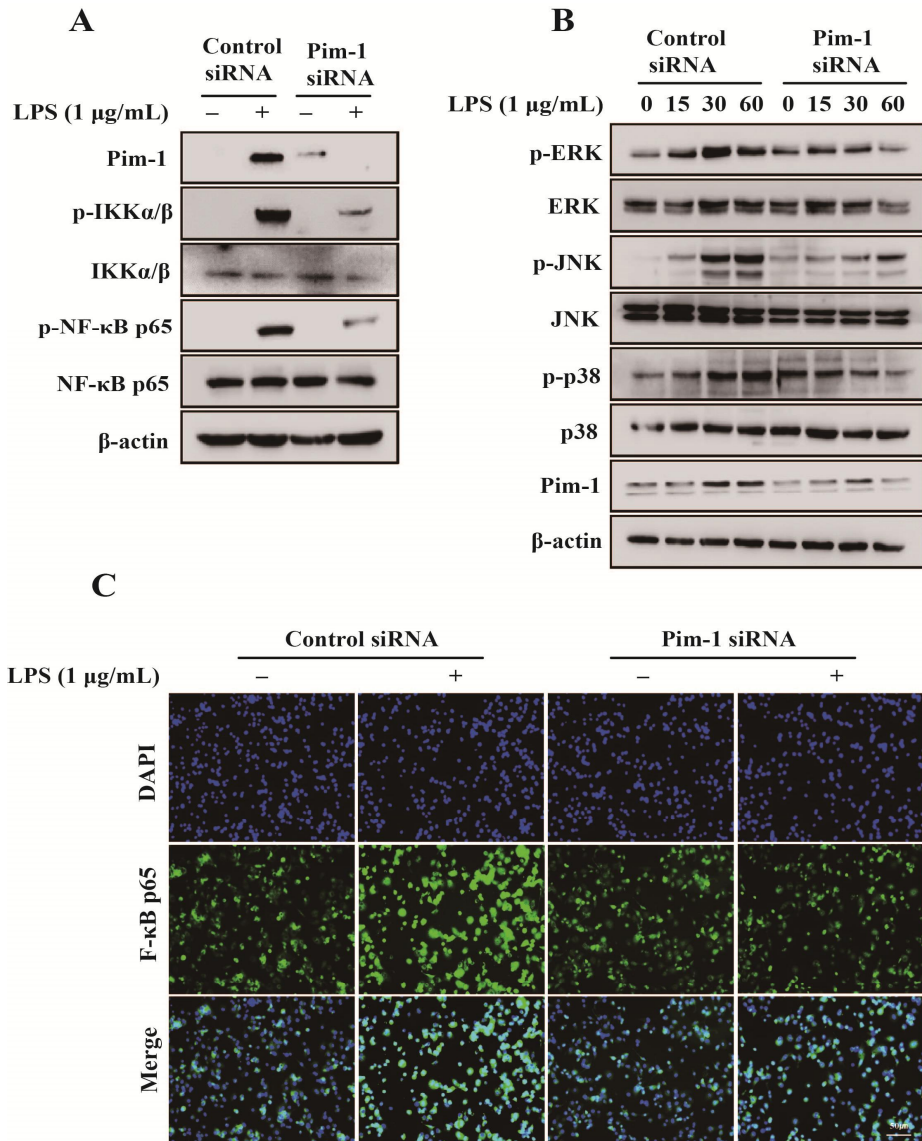 A
Control siRNA
Pim-1 siRNA
LPS (1 μg/mL) – + – +
Pim-1
p-IKKα/β
IKKα/β
p-NF-κB p65
NF-κB p65
β-actin
B
Control siRNA
Pim-1 siRNA
LPS (1 μg/mL) 0 15 30 60 0 15 30 60
p-ERK
ERK
p-JNK
JNK
p-p38
p38
Pim-1
β-actin
C
Control siRNA
Pim-1 siRNA
LPS (1 μg/mL) – + – +
DAPI
F-κB p65
Merge
50μm